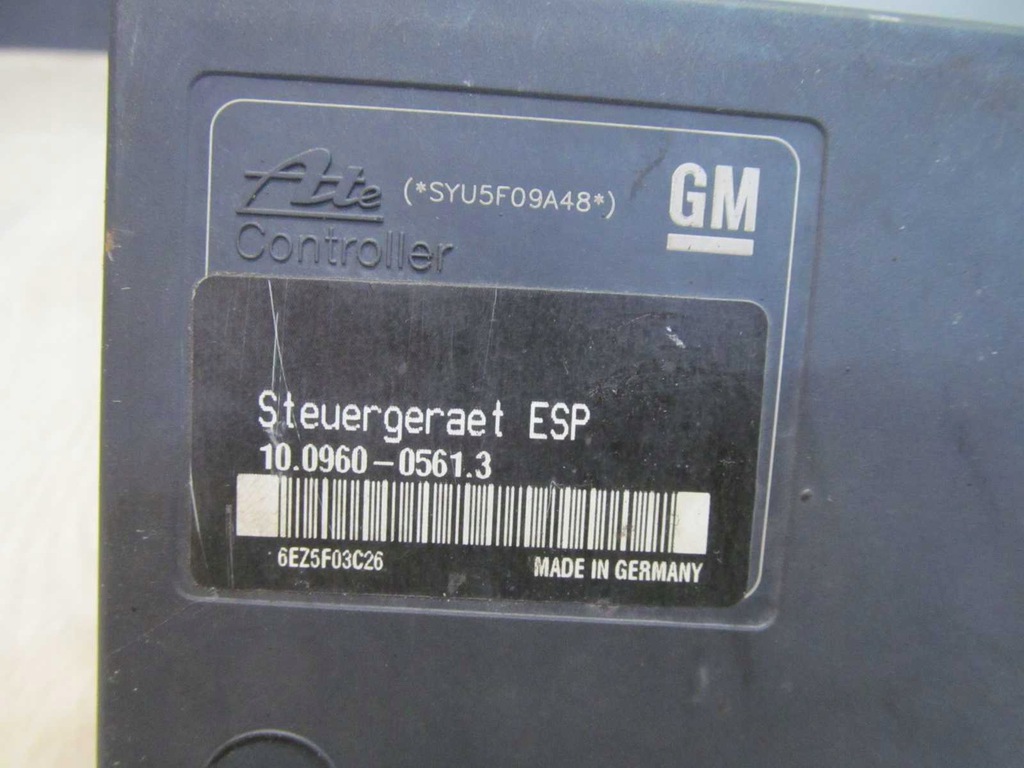 Ate (*SYU5F09A48*) GM
Controller
Steuergeraet ESP
10.0960-0561.3
6EZ5F03C26 MADE IN GERMANY